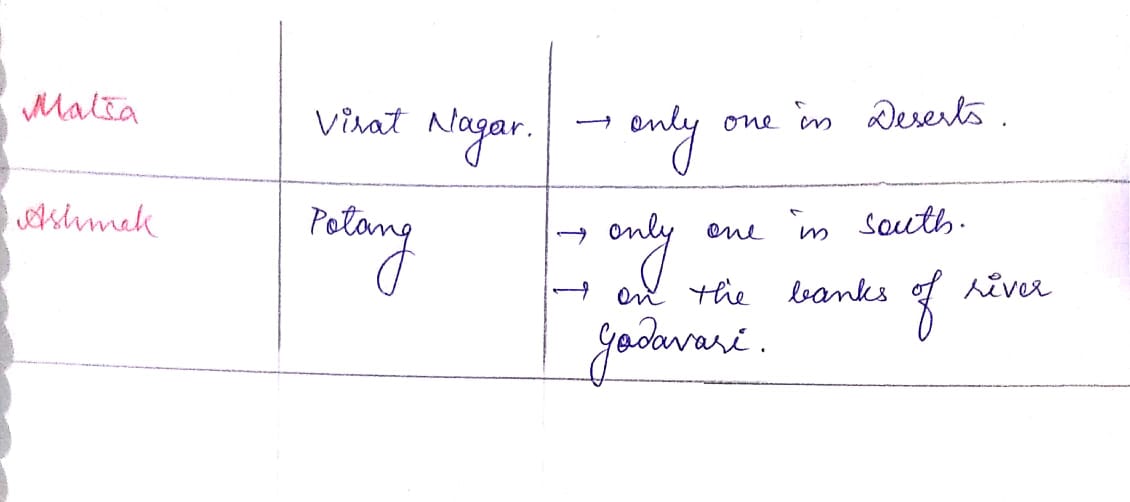 Matsa
Virat Nagar.
→ only one in Deserts.
Ashmak
Potang
→ only one in south.
→ on the banks of river
Godavari.